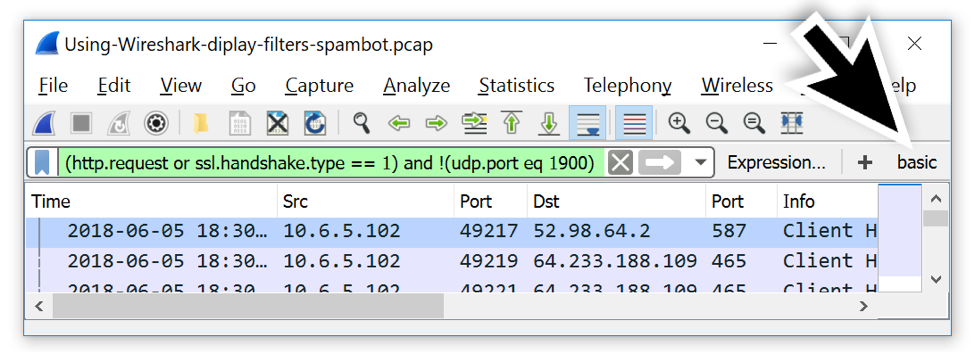 Using-Wireshark-diplay-filters-spambot.pcap
File Edit View Go Capture Analyze Statistics Telephony Wireless
(http.request or ssl.handshake.type == 1) and !(udp.port eq 1900) Expression... + basic
Time Src Port Dst Port Info
2018-06-05 18:30… 10.6.5.102 49217 52.98.64.2 587 Client H
2018-06-05 18:30… 10.6.5.102 49219 64.233.188.109 465 Client H
2018-06-05 18:30… 10.6.5.102 49221 64.233.188.109 465 Client H